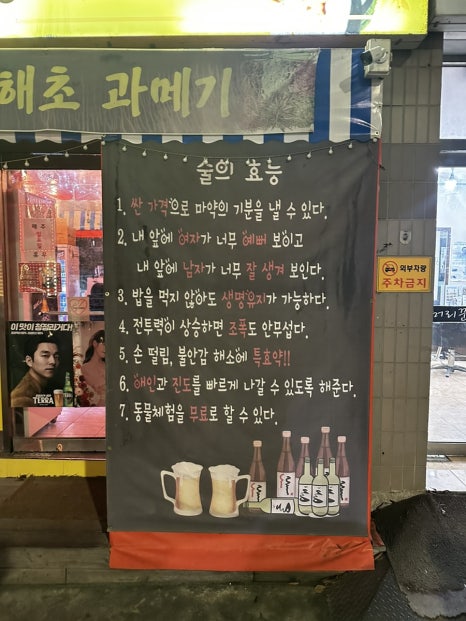 해초 과메기
술의 효능
1. 싼 가격으로 마약의 기분을 낼 수 있다.
2. 내 앞에 여자가 너무 예뻐 보이고
내 앞에 남자가 너무 잘 생겨 보인다.
3. 밥을 먹지 않아도 생명유지가 가능하다.
4. 전투력이 상승하면 조폭도 안무섭다.
5. 손 떨림, 불안감 해소에 특효약!!
6. 애인과 진도를 빠르게 나갈 수 있도록 해준다.
7. 동물체험을 무료로 할 수 있다.
외부차량
주차금지
이 맛이 청정라거다!
TERRA